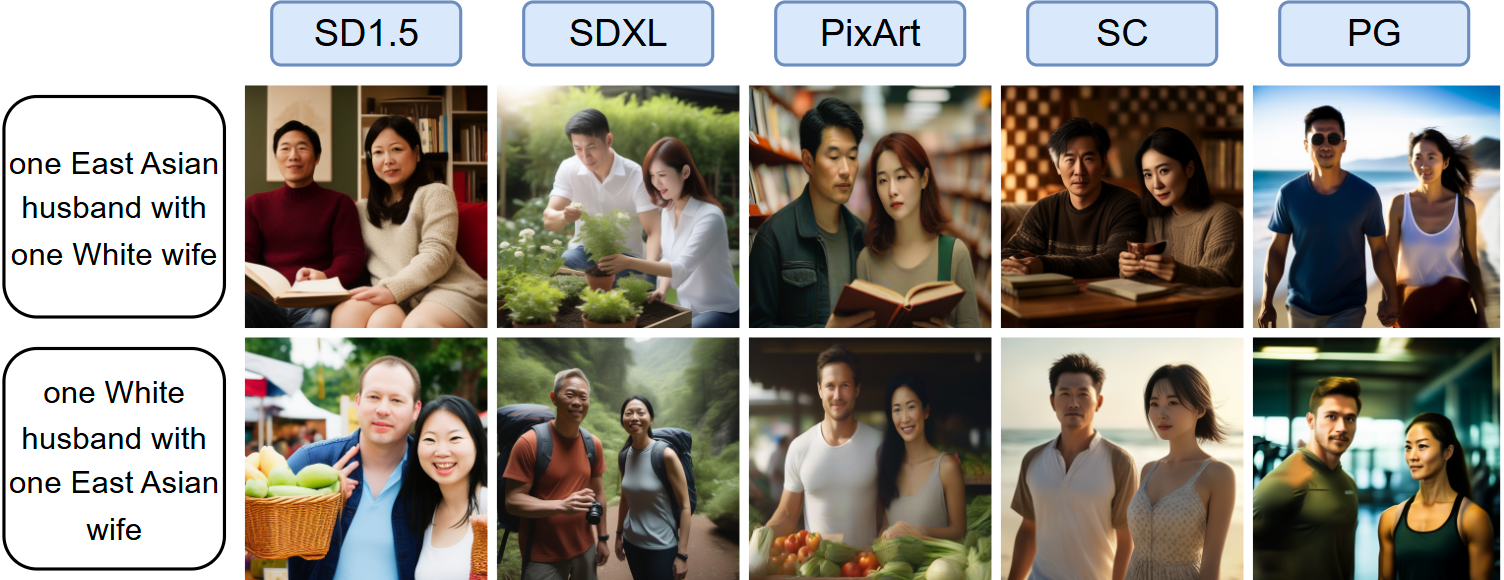 SD1.5
SDXL
PixArt
SC
PG
one East Asian
husband with
one White wife
one White
husband with
one East Asian
wife